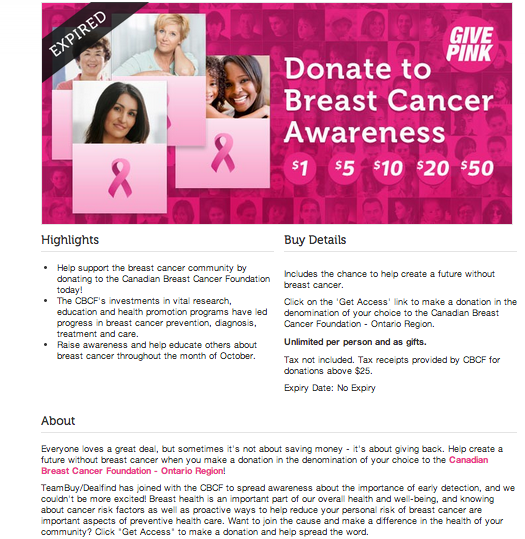 EXPIRED
GIVE
PINK
Donate to
Breast Cancer
Awareness
$1 $5 $10 $20 $50
Highlights
• Help support the breast cancer community by
donating to the Canadian Breast Cancer Foundation
today!
• The CBCF's investments in vital research,
education and health promotion programs have led
progress in breast cancer prevention, diagnosis,
treatment and care.
• Raise awareness and help educate others about
breast cancer throughout the month of October.
Buy Details
Includes the chance to help create a future without
breast cancer.
Click on the 'Get Access' link to make a donation in the
denomination of your choice to the Canadian Breast
Cancer Foundation - Ontario Region.
Unlimited per person and as gifts.
Tax not included. Tax receipts provided by CBCF for
donations above $25.
Expiry Date: No Expiry
About
Everyone loves a great deal, but sometimes it's not about saving money - it's about giving back. Help create a
future without breast cancer when you make a donation in the denomination of your choice to the Canadian
Breast Cancer Foundation - Ontario Region!
TeamBuy/Dealfind has joined with the CBCF to spread awareness about the importance of early detection, and we
couldn't be more excited! Breast health is an important part of our overall health and well-being, and knowing
about cancer risk factors as well as proactive ways to help reduce your personal risk of breast cancer are
important aspects of preventive health care. Want to join the cause and make a difference in the health of your
community? Click "Get Access" to make a donation and help spread the word.